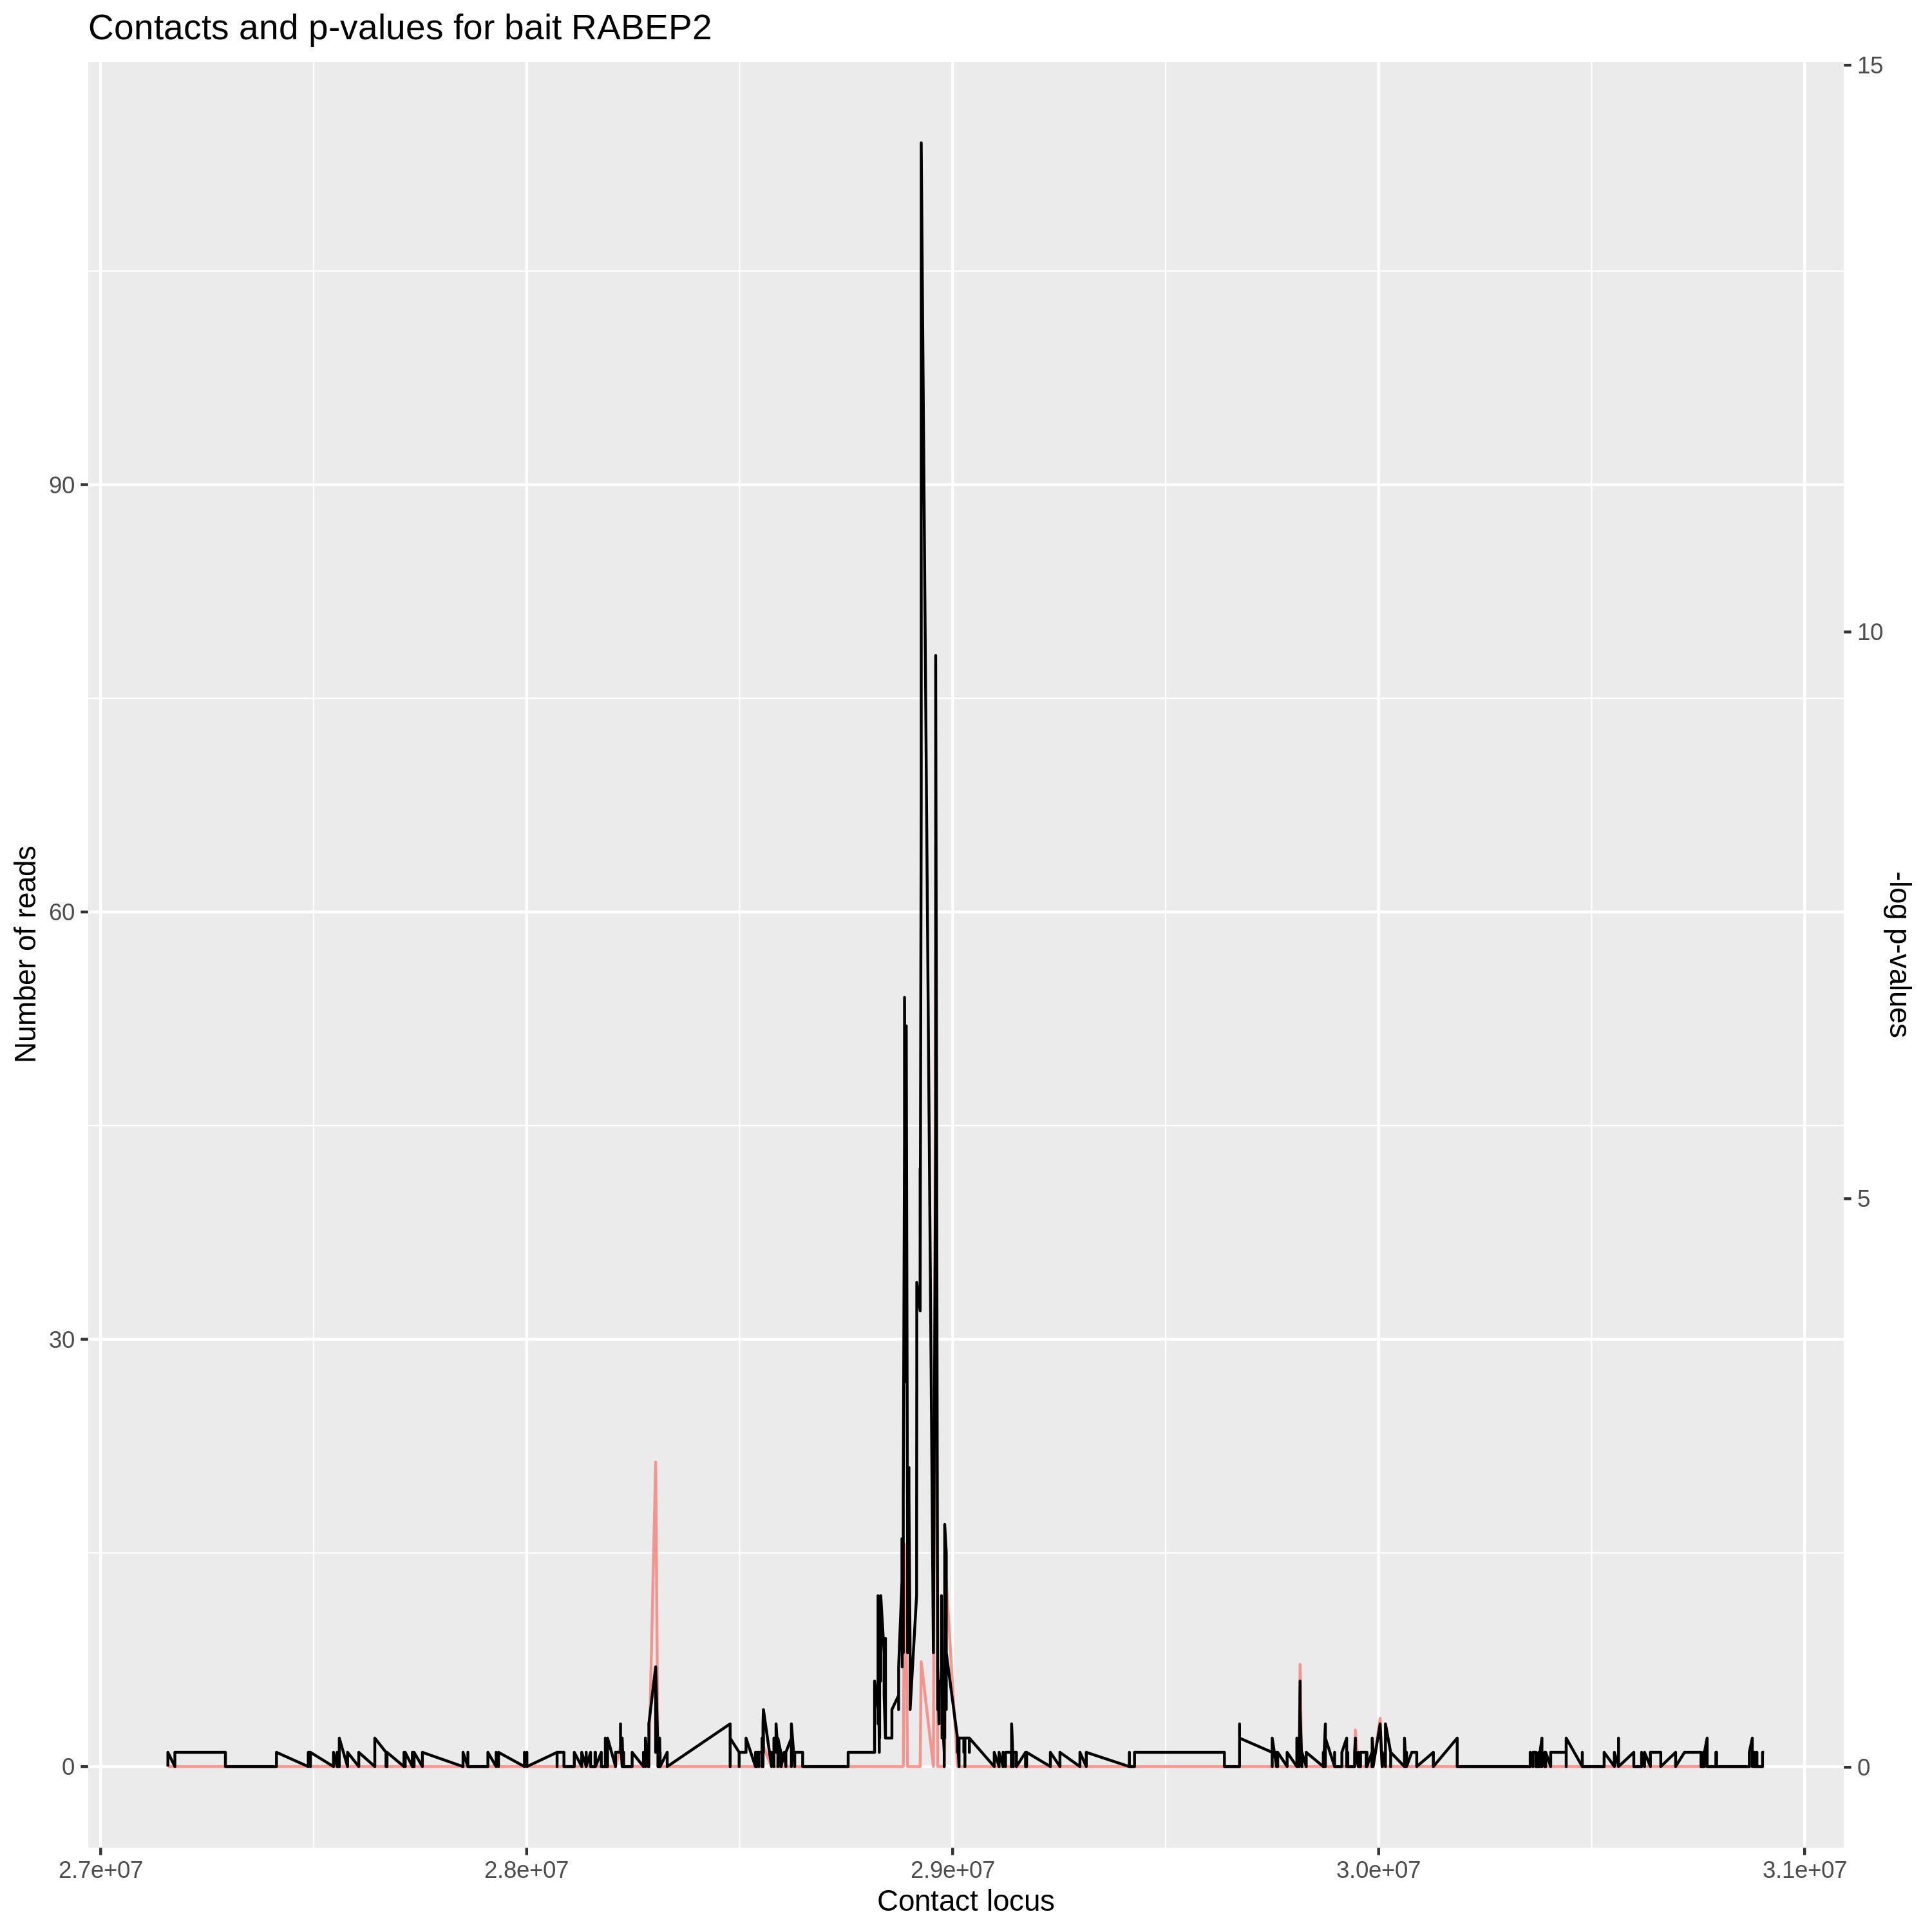 Contacts and p-values for bait RABEP2
15
90
10
60
Number of reads
-log p-values
5
30
0
0
2.7e+07
2.8e+07
2.9e+07
3.0e+07
3.1e+07
Contact locus